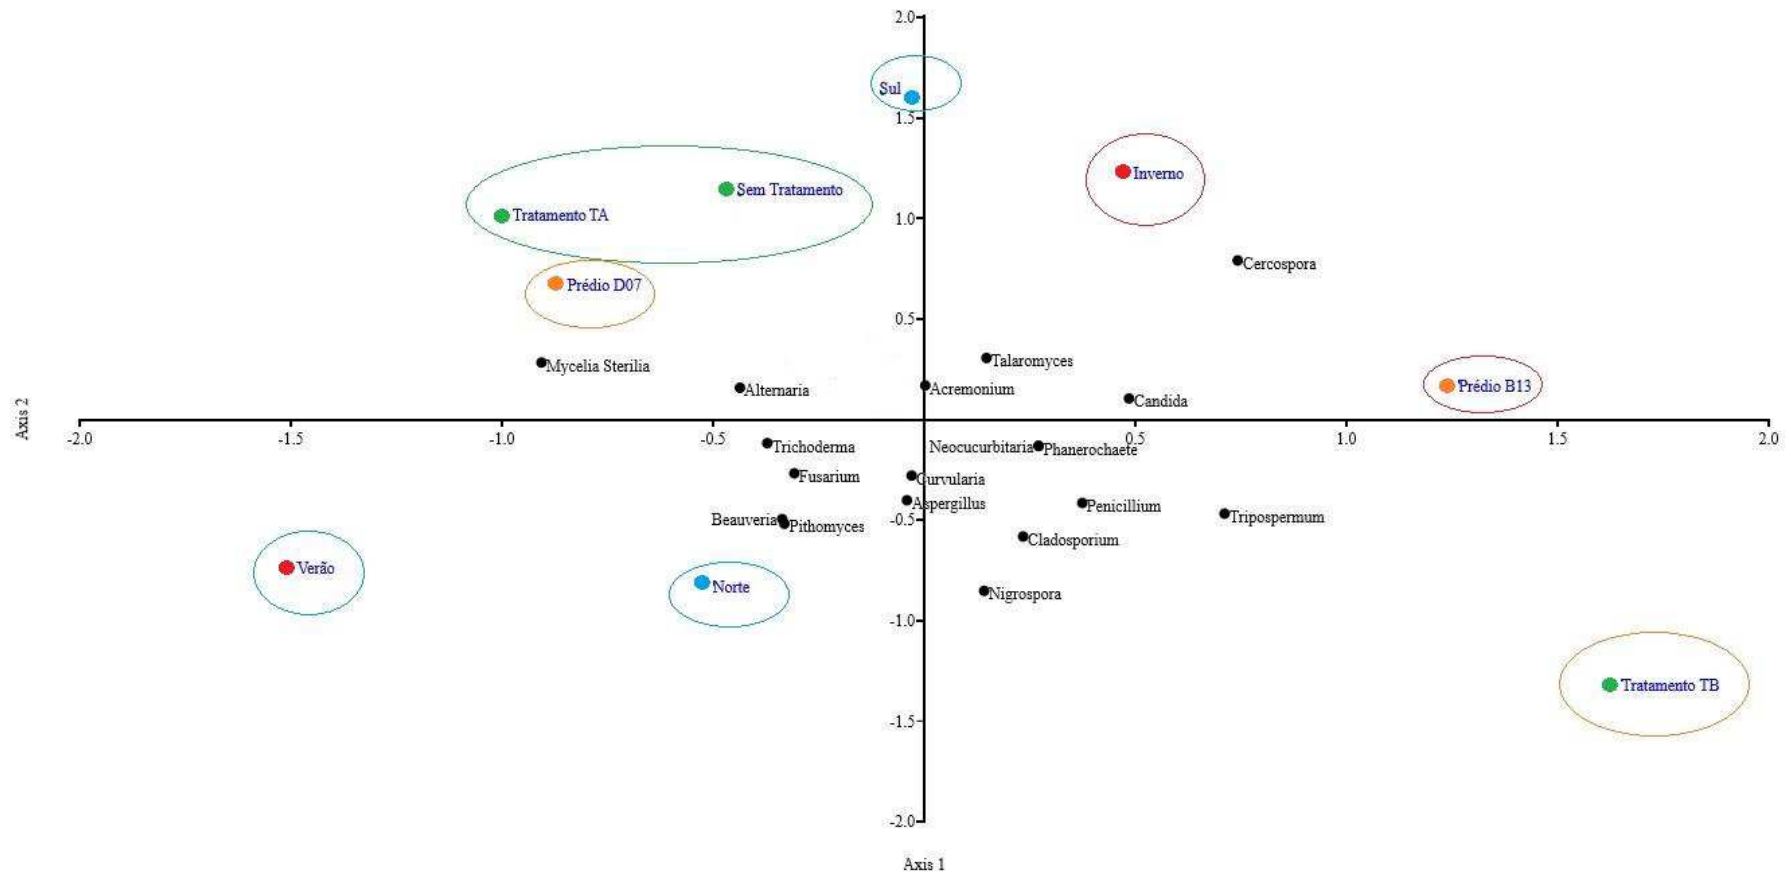 2.0
Sul
1.5
Inverno
Sem Tratamento
Tratamento TA
1.0
Cercospora
Prédio D07
0.5
Talaromyces
Mycelia Sterilia
Alternaria
Acremonium
Prédio B13
Candida
Axis 2
-2.0 -1.5 -1.0 -0.5 0.5 1.0 1.5 2.0
Trichoderma
Neocucurbitaria
Phanerochaete
Fusarium
Curvularia
Aspergillus
Penicillium
-0.5
Beauveria
Pithomyces
Tripospermum
Cladosporium
Verão
Norte
Nigrospora
-1.0
Tratamento TB
-1.5
-2.0
Axis 1